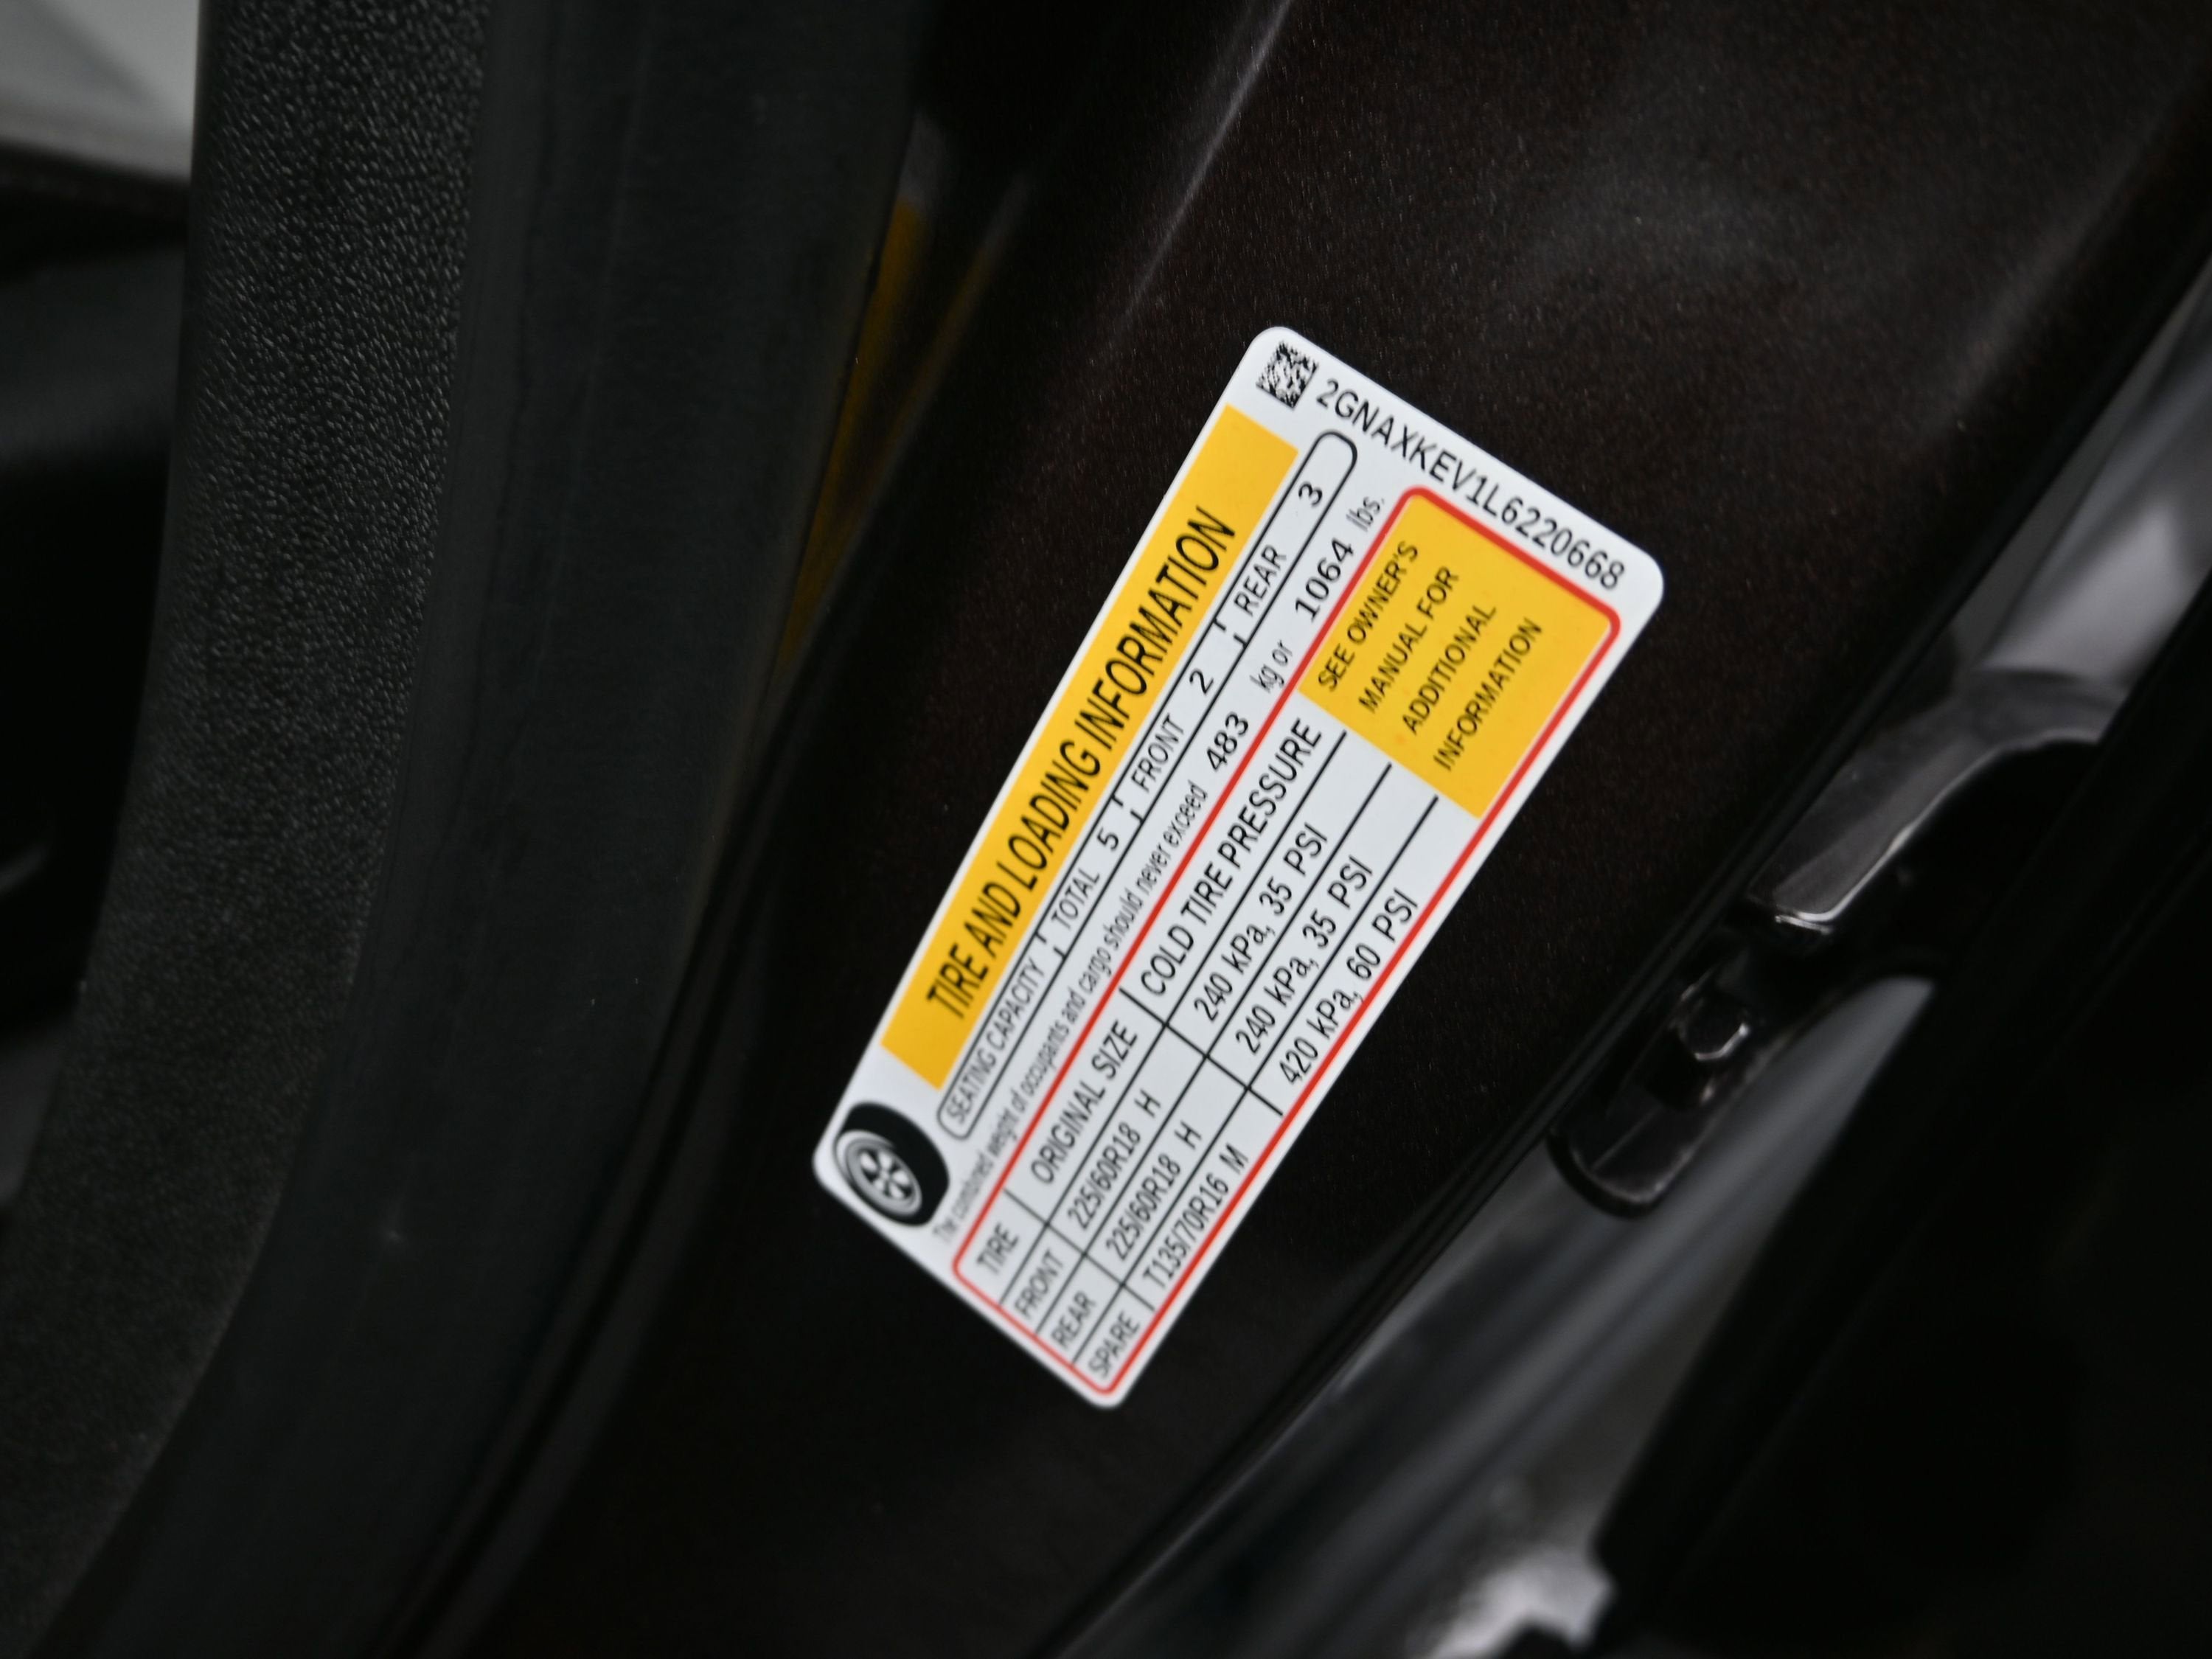 2GNAXKEV1L6220668
TIRE AND LOADING INFORMATION
SEATING CAPACITY TOTAL 5 FRONT 2 REAR 3
The combined weight of occupants and cargo should never exceed 483 kg or 1064 lbs.
TIRE ORIGINAL SIZE COLD TIRE PRESSURE
FRONT 225/60R18 H 240 kPa, 35 PSI
REAR 225/60R18 H 240 kPa, 35 PSI
SPARE T135/70R16 M 420 kPa, 60 PSI
SEE OWNER'S
MANUAL FOR
ADDITIONAL
INFORMATION